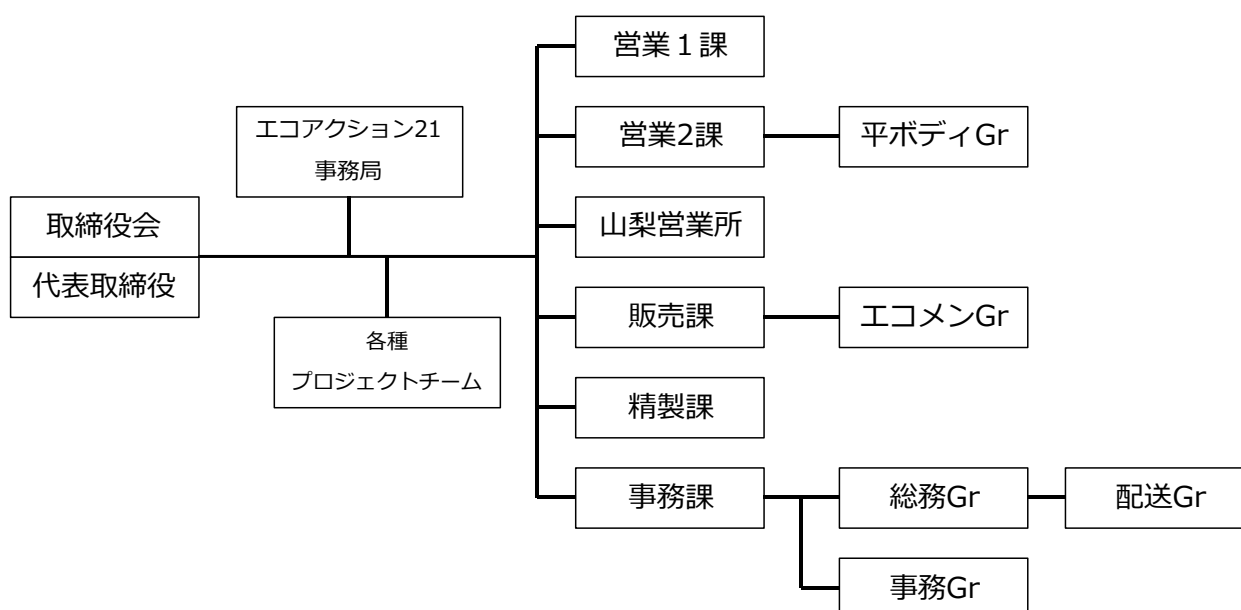 営業１課
エコアクション21
事務局
営業2課
平ボディGr
取締役会
代表取締役
山梨営業所
各種
プロジェクトチーム
販売課
エコメンGr
精製課
事務課
総務Gr
配送Gr
事務Gr